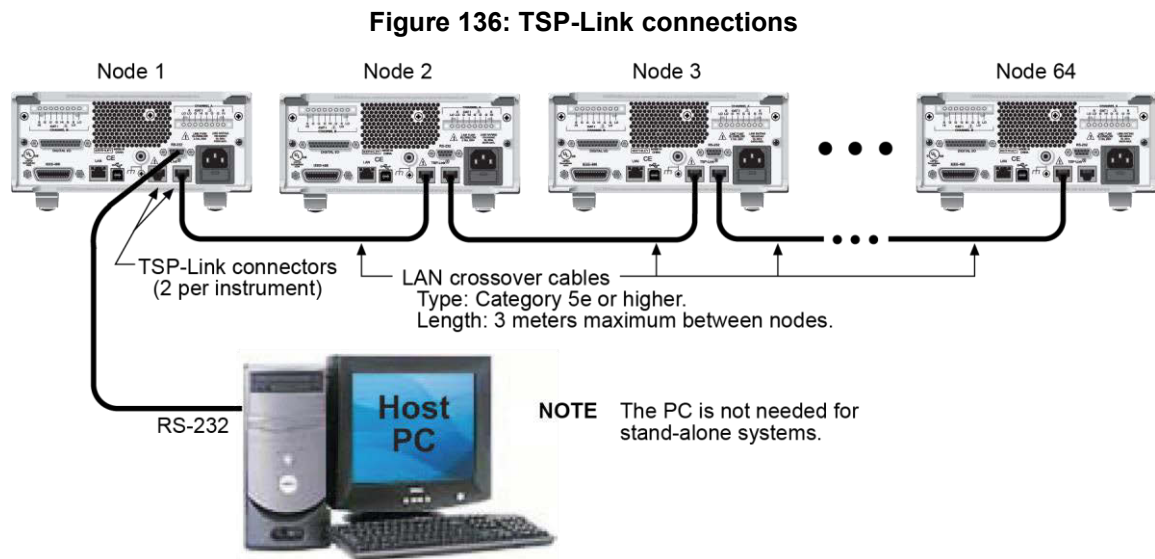 Figure 136: TSP-Link connections
Node 1
Node 2
Node 3
Node 64
TSP-Link connectors
(2 per instrument)
LAN crossover cables
Type: Category 5e or higher.
Length: 3 meters maximum between nodes.
RS-232
Host
PC
NOTE The PC is not needed for
stand-alone systems.